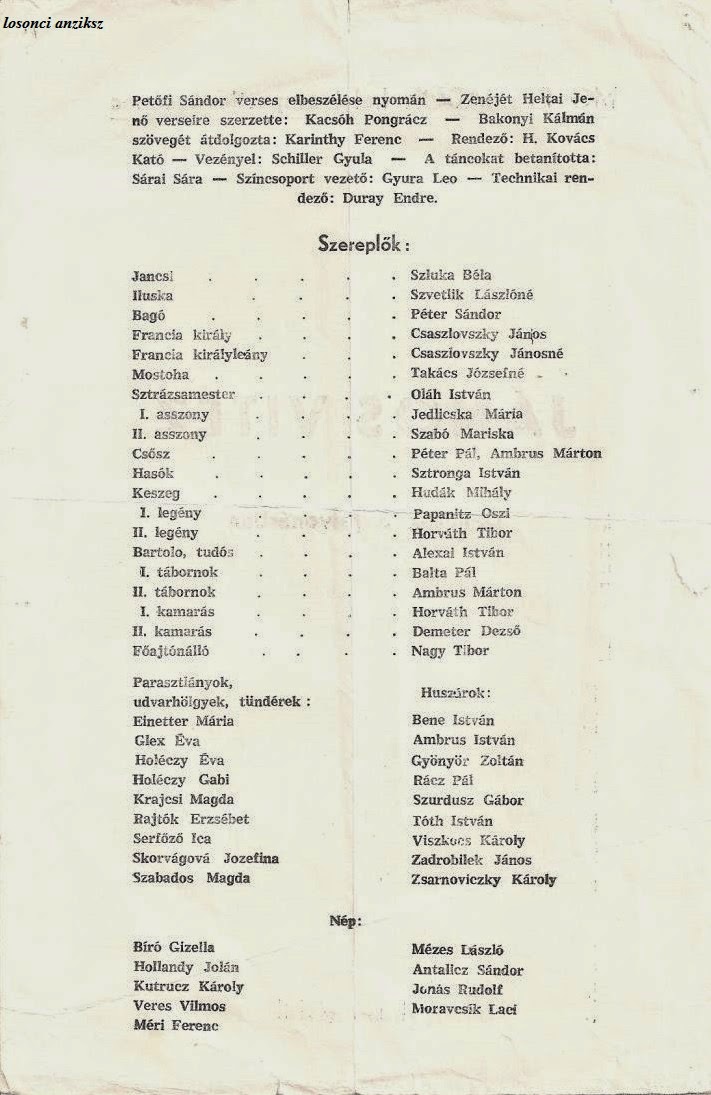 losonci anziksz
Petőfi Sándor verses elbeszélése nyomán — Zenéjét Heltai Je-
nő verseire szerzette: Kacsóh Pongrácz — Bakonyi Kálmán
szövegét átdolgozta: Karinthy Ferenc — Rendező: H. Kovács
Kató — Vezényel: Schiller Gyula — A táncokat betanította:
Sárai Sára — Színcsoport vezető: Gyura Leo — Technikai ren-
dező: Duray Endre.
Szereplők:
Jancsi . . . . . Szluka Béla
Iluska . . . . Szvetlik Lászlóné
Bagó . . . . . Péter Sándor
Francia király . . . . Csaszlovszky János
Francia királyleány . . . Csaszlovszky Jánosné
Mostoha . . . . . Takács Józsefné
Sztrázsamester . . . . Oláh István
I. asszony . . . . Jedlicska Mária
II. asszony . . . . Szabó Mariska
Csősz . . . . . Péter Pál, Ambrus Márton
Hasók . . . . . Sztronga István
Keszeg . . . . . Hudák Mihály
I. legény . . . . Papanitz Oszi
II. legény . . . . Horváth Tibor
Bartolo, tudós . . . . Alexai István
I. tábornok . . . . Balta Pál
II. tábornok . . . . Ambrus Márton
I. kamarás . . . . Horváth Tibor
II. kamarás . . . . Demeter Dezső
Főajtónálló . . . . Nagy Tibor
Parasztlányok,
udvarhölgyek, tündérek :
Einetter Mária
Glex Éva
Holéczy Éva
Holéczy Gabi
Krajcsi Magda
Rajtók Erzsébet
Serfőző Ica
Skorvágová Jozefina
Szabados Magda
Huszárok:
Bene István
Ambrus István
Gyönyör Zoltán
Rácz Pál
Szurdusz Gábor
Tóth István
Viszkocs Károly
Zadrobilek János
Zsarnoviczky Károly
Nép:
Bíró Gizella
Hollandy Jolán
Kutrucz Károly
Veres Vilmos
Méri Ferenc
Mézes László
Antalicz Sándor
Jonás Rudolf
Moravcsík Laci